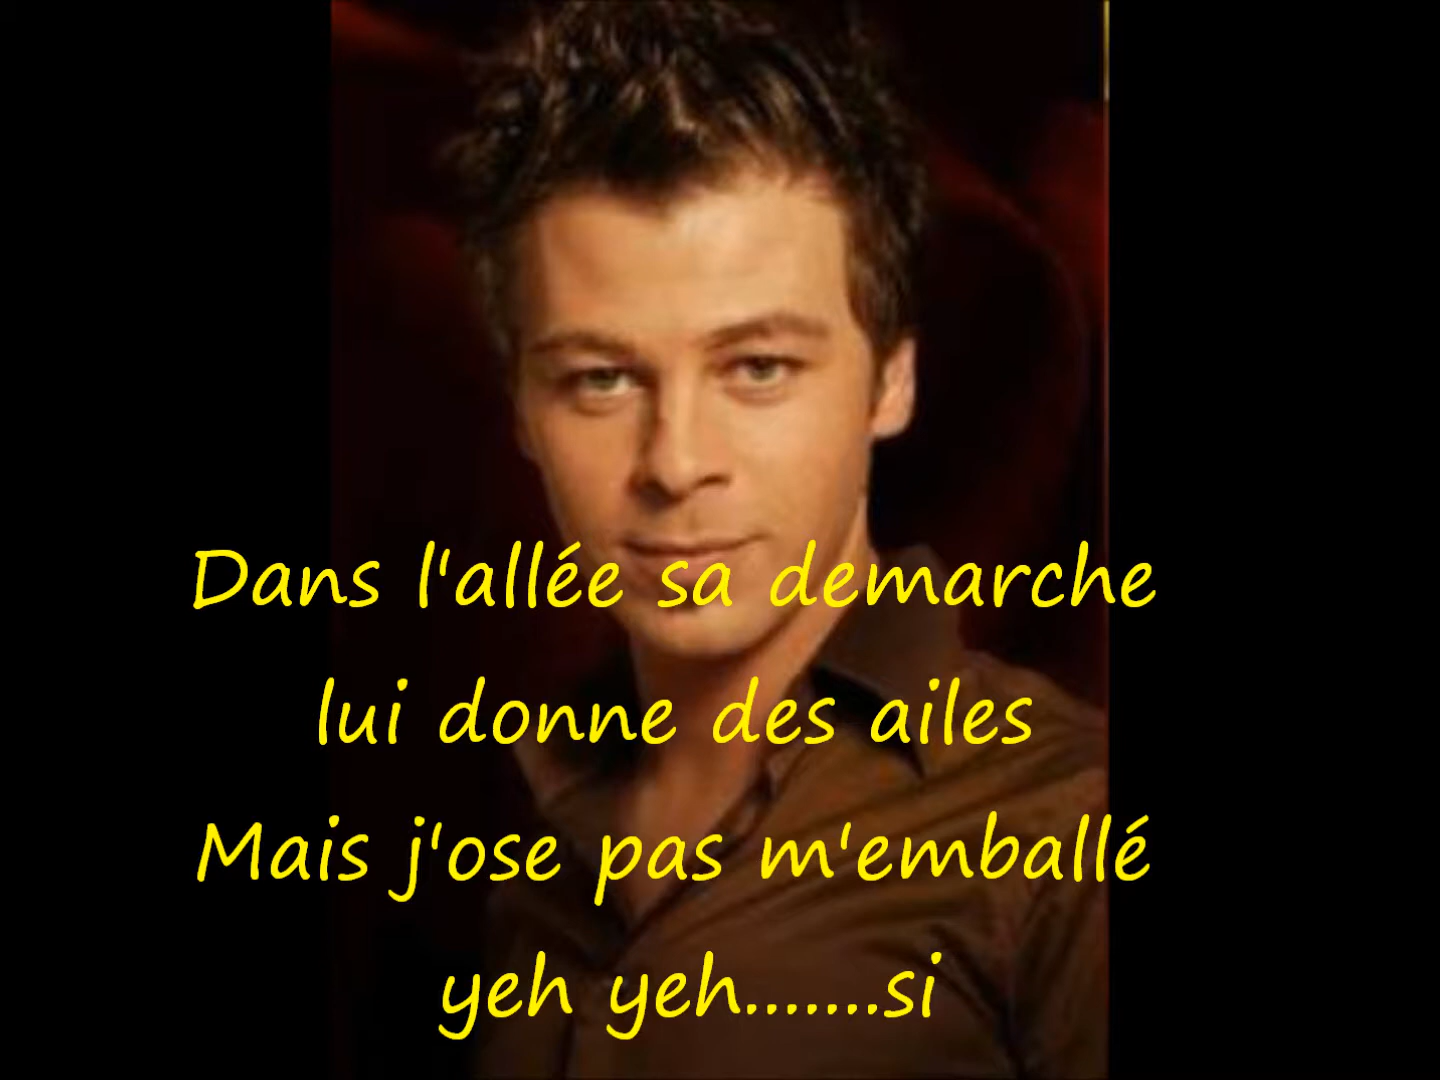 Dans l'allée sa demarche
lui donne des ailes
Mais j'ose pas m'emballé
yeh yeh.......si